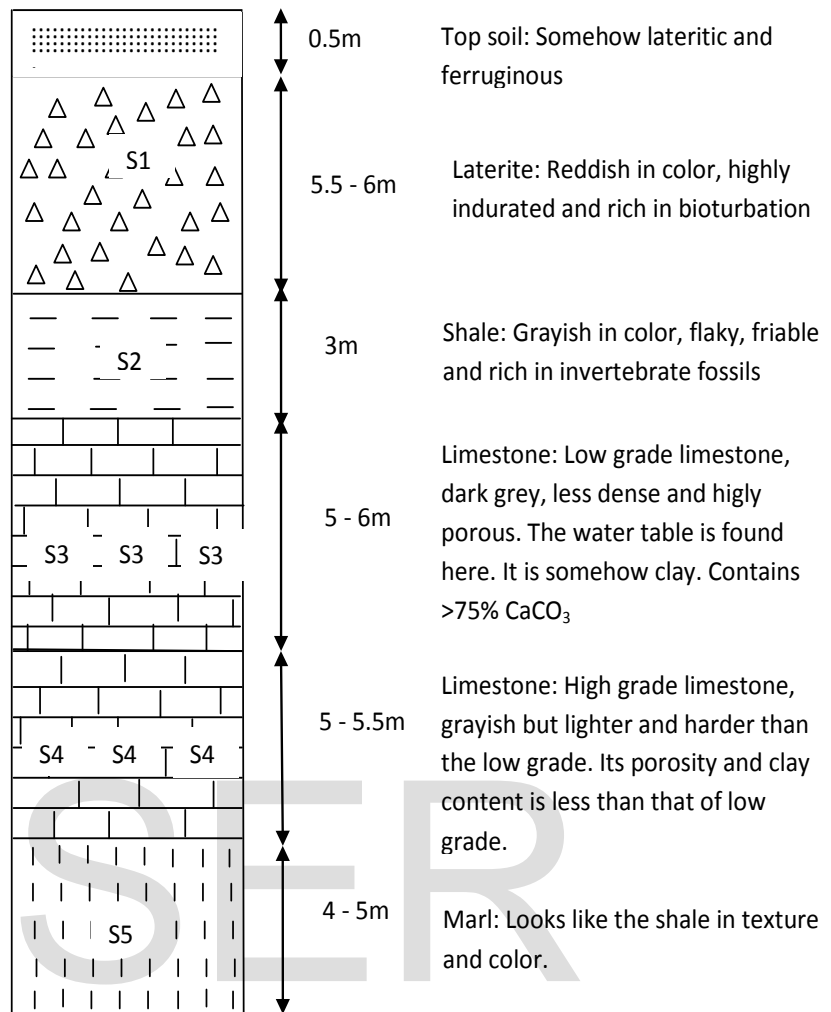 0.5m
Top soil: Somehow lateritic and
ferruginous
S1
5.5 - 6m
Laterite: Reddish in color, highly
indurated and rich in bioturbation
S2
3m
Shale: Grayish in color, flaky, friable
and rich in invertebrate fossils
S3 S3 S3
5 - 6m
Limestone: Low grade limestone,
dark grey, less dense and higly
porous. The water table is found
here. It is somehow clay. Contains
>75% CaCO₃
S4 S4 S4
5 - 5.5m
Limestone: High grade limestone,
grayish but lighter and harder than
the low grade. Its porosity and clay
content is less than that of low
grade.
S5
4 - 5m
Marl: Looks like the shale in texture
and color.
SER